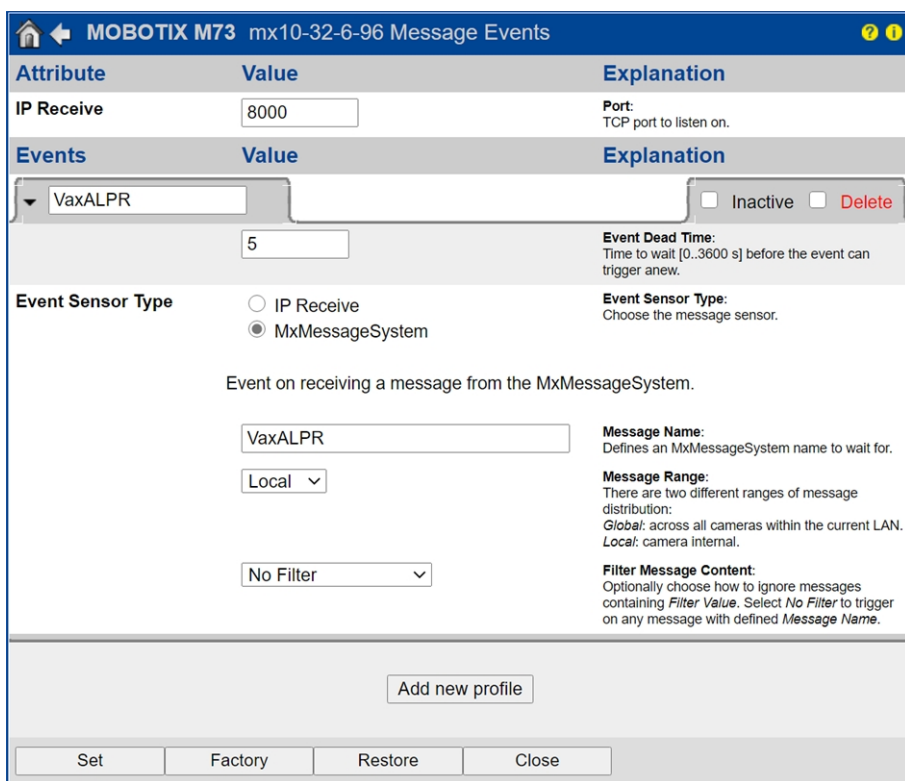 MOBOTIX M73 mx10-32-6-96 Message Events ? i
Attribute Value Explanation
IP Receive 8000 Port:
TCP port to listen on.
Events Value Explanation
VaxALPR Inactive Delete
5 Event Dead Time:
Time to wait [0..3600 s] before the event can
trigger anew.
Event Sensor Type IP Receive Event Sensor Type:
MxMessageSystem Choose the message sensor.
Event on receiving a message from the MxMessageSystem.
VaxALPR Message Name:
Defines an MxMessageSystem name to wait for.
Local Message Range:
There are two different ranges of message
distribution:
Global: across all cameras within the current LAN.
Local: camera internal.
No Filter Filter Message Content:
Optionally choose how to ignore messages
containing Filter Value. Select No Filter to trigger
on any message with defined Message Name.
Add new profile
Set Factory Restore Close